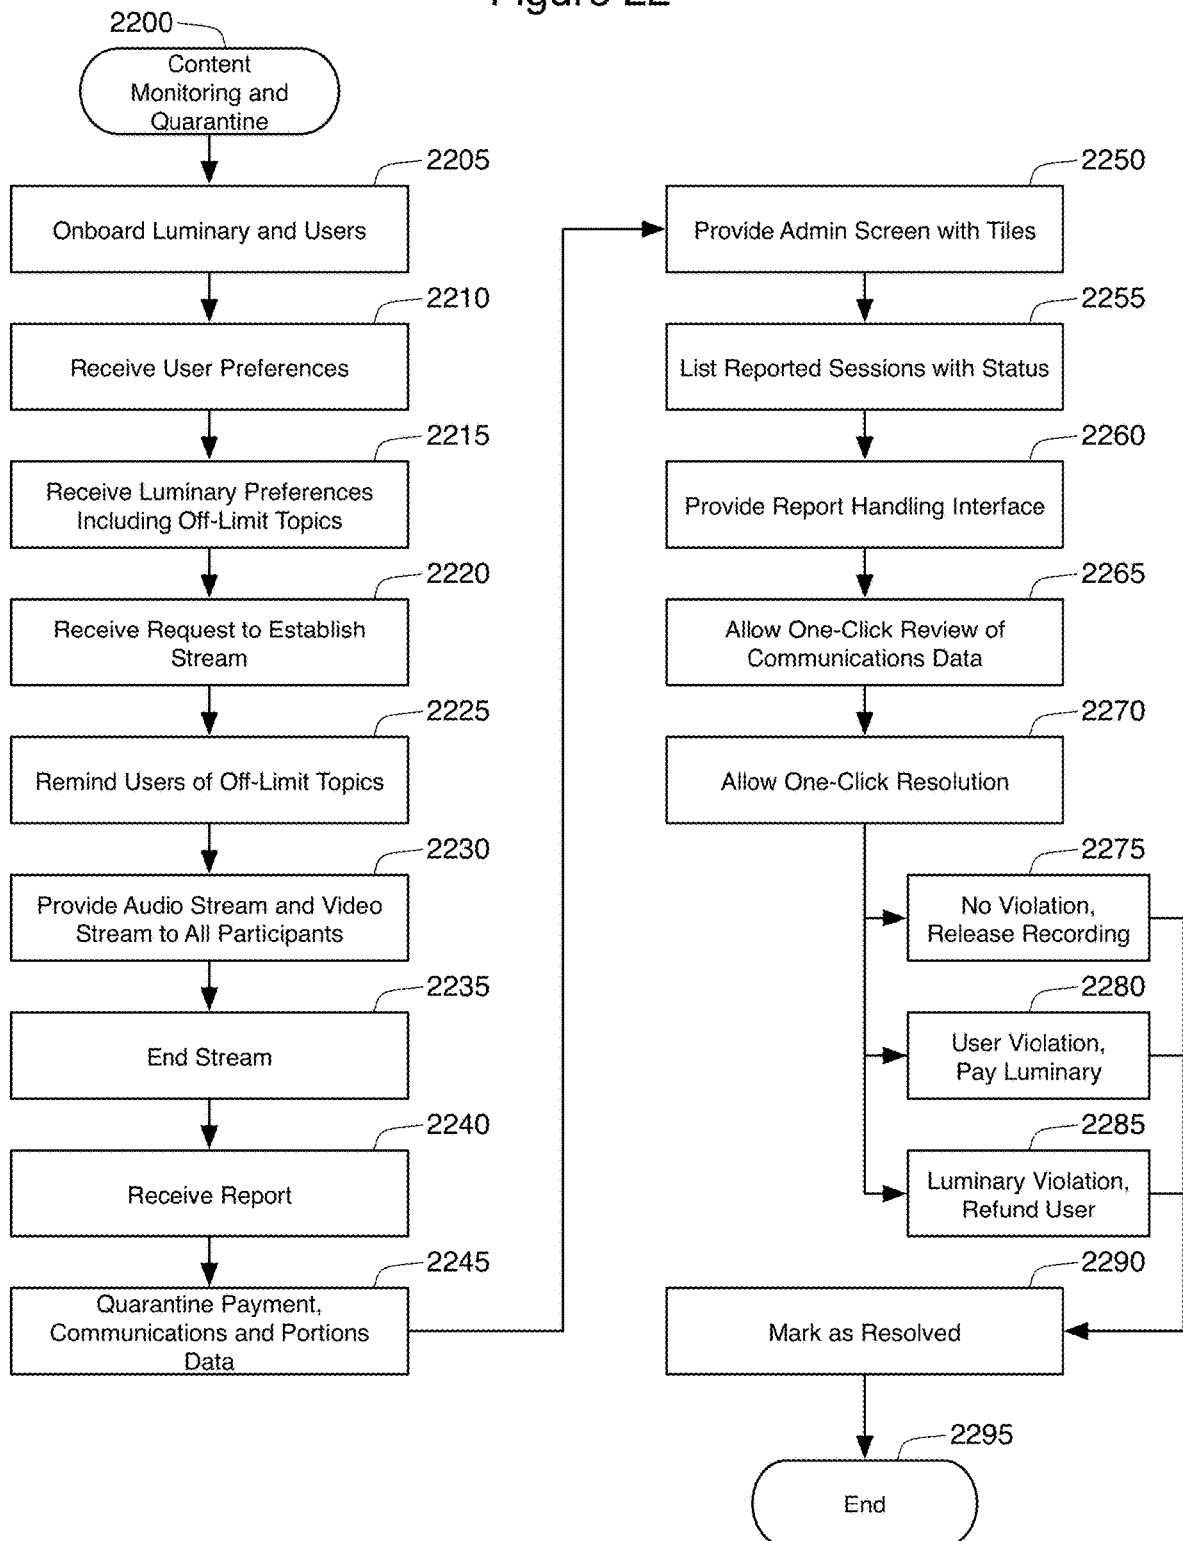 Figure 22
2200
Content
Monitoring and
Quarantine
2205
Onboard Luminary and Users
2210
Receive User Preferences
2215
Receive Luminary Preferences
Including Off-Limit Topics
2220
Receive Request to Establish
Stream
2225
Remind Users of Off-Limit Topics
2230
Provide Audio Stream and Video
Stream to All Participants
2235
End Stream
2240
Receive Report
2245
Quarantine Payment,
Communications and Portions
Data
2250
Provide Admin Screen with Tiles
2255
List Reported Sessions with Status
2260
Provide Report Handling Interface
2265
Allow One-Click Review of
Communications Data
2270
Allow One-Click Resolution
2275
No Violation,
Release Recording
2280
User Violation,
Pay Luminary
2285
Luminary Violation,
Refund User
2290
Mark as Resolved
2295
End